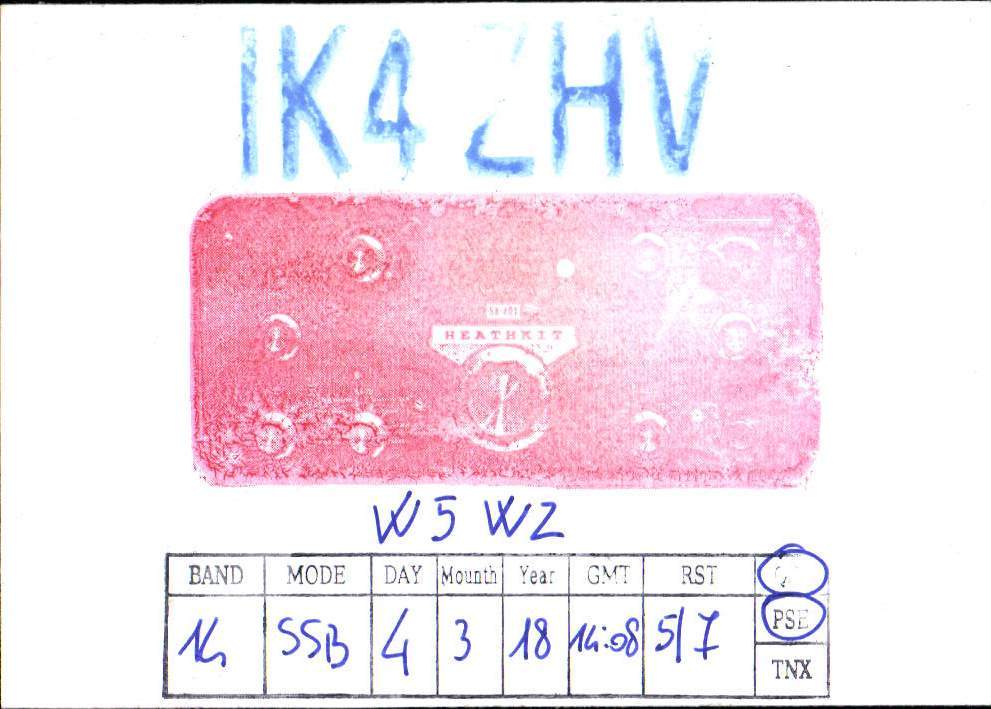 IK4ZHV
HEATHKIT
W5WZ
BAND MODE DAY Mounth Year GMT RST
14 SSB 4 3 18 14:08 5/7
PSE
TNX